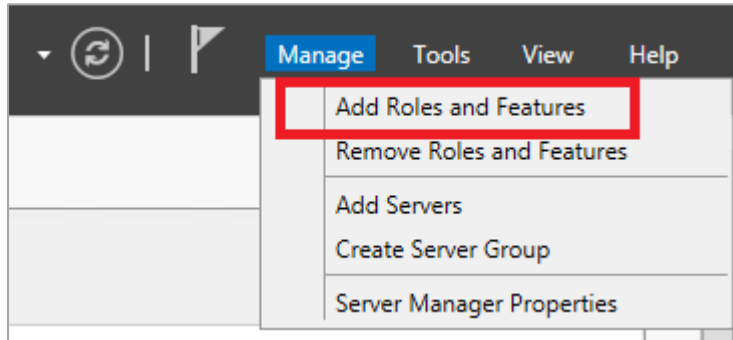 Manage Tools View Help
Add Roles and Features
Remove Roles and Features
Add Servers
Create Server Group
Server Manager Properties